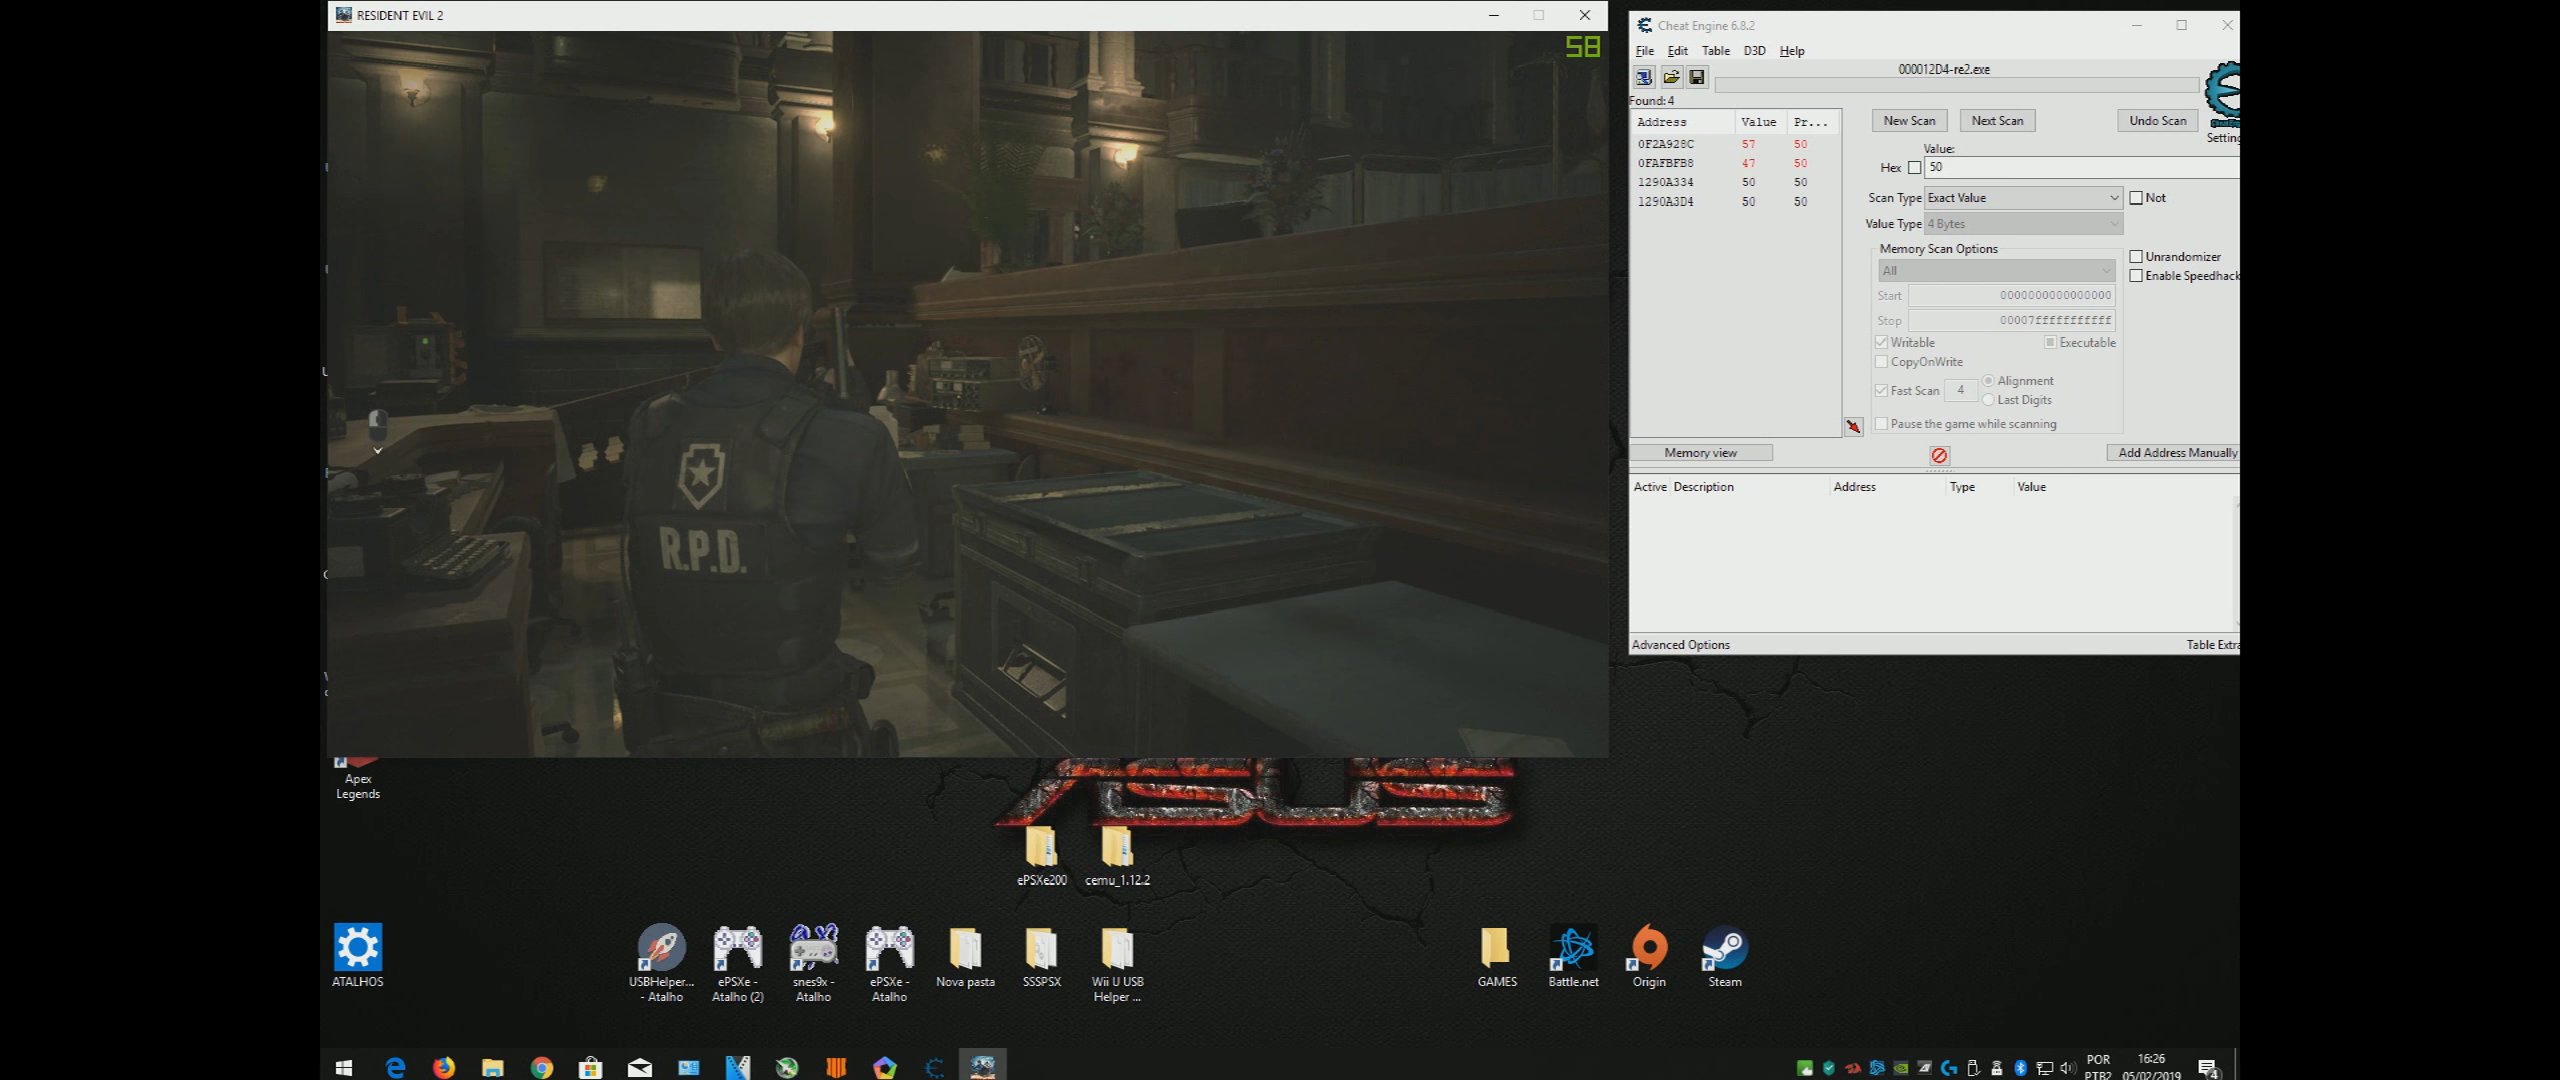 RESIDENT EVIL 2
58
R.P.D.
Cheat Engine 6.8.2
File Edit Table D3D Help
000012D4-re2.exe
Found: 4
Address Value Pr...
0F2A928C 57 50
0FAFBFB8 47 50
1290A334 50 50
1290A3D4 50 50
New Scan Next Scan Undo Scan
Setting
Value:
Hex 50
Scan Type Exact Value Not
Value Type 4 Bytes
Memory Scan Options
All
Unrandomizer
Enable Speedhack
Start 0000000000000000
Stop 00007fffffffffff
Writable Executable
CopyOnWrite
Fast Scan 4 Alignment
Last Digits
Pause the game while scanning
Memory view Add Address Manually
Active Description Address Type Value
Advanced Options Table Extra
Apex
Legends
ePSXe200 cemu_1.12.2
ATALHOS
USBHelper...
- Atalho
ePSXe -
Atalho (2)
snes9x -
Atalho
ePSXe -
Atalho
Nova pasta
SSSPSX
Wii U USB
Helper ...
GAMES
Battle.net
Origin
Steam
POR
PTB2
16:26
05/02/2019
4